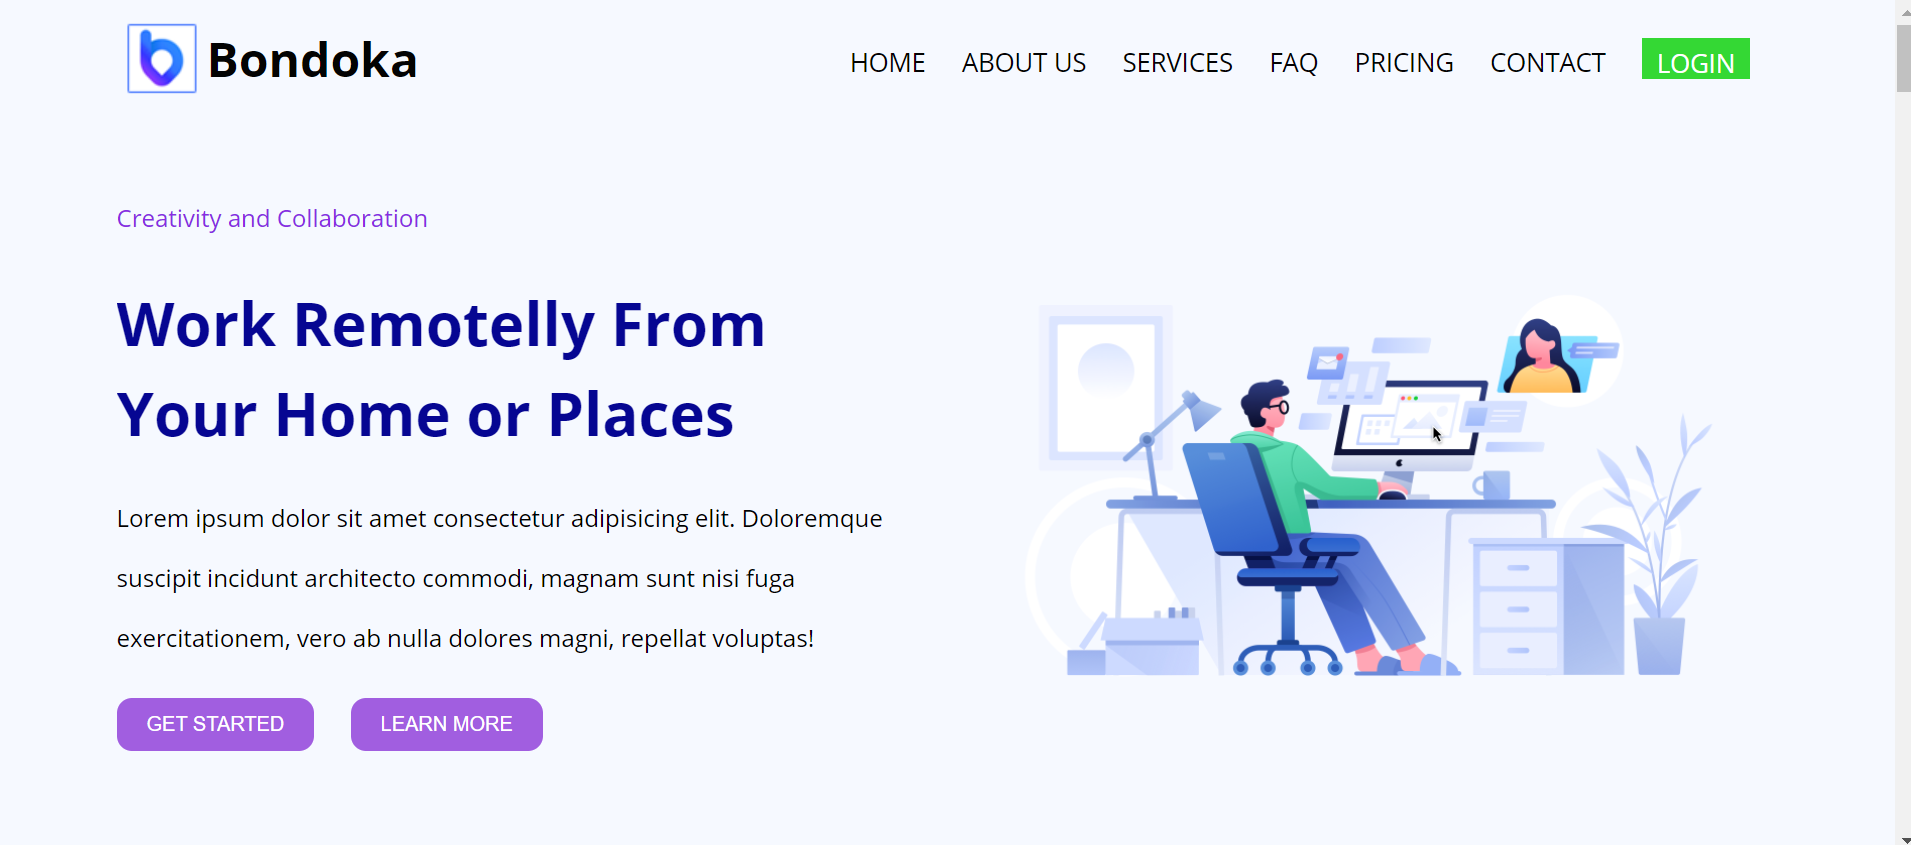 Bondoka
HOME ABOUT US SERVICES FAQ PRICING CONTACT LOGIN
Creativity and Collaboration
Work Remotelly From
Your Home or Places
Lorem ipsum dolor sit amet consectetur adipisicing elit. Doloremque
suscipit incidunt architecto commodi, magnam sunt nisi fuga
exercitationem, vero ab nulla dolores magni, repellat voluptas!
GET STARTED LEARN MORE